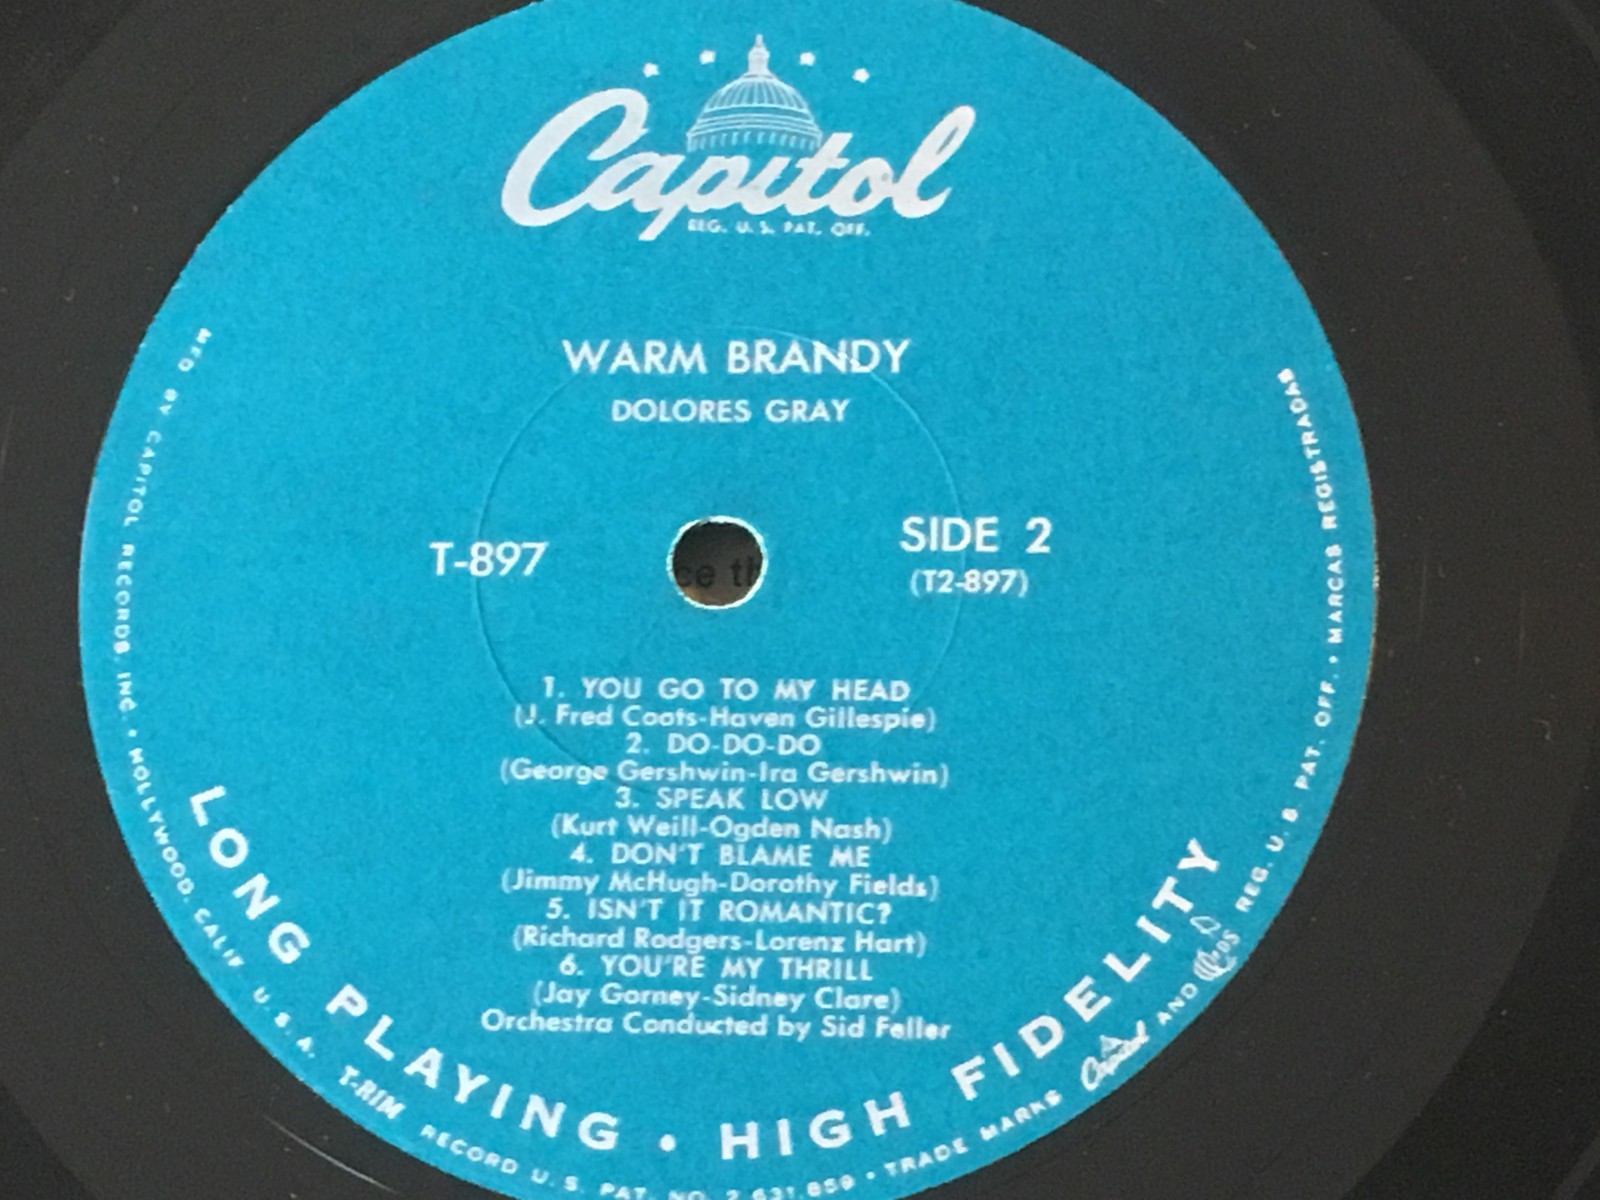 Capitol
REG. U. S. PAT. OFF.
WARM BRANDY
DOLORES GRAY
T-897
SIDE 2
(T2-897)
ce th
1. YOU GO TO MY HEAD
(J. Fred Coots-Haven Gillespie)
2. DO-DO-DO
(George Gershwin-Ira Gershwin)
3. SPEAK LOW
(Kurt Weill-Ogden Nash)
4. DON'T BLAME ME
(Jimmy McHugh-Dorothy Fields)
5. ISN'T IT ROMANTIC?
(Richard Rodgers-Lorenz Hart)
6. YOU'RE MY THRILL
(Jay Gorney-Sidney Clare)
Orchestra Conducted by Sid Feller
LONG PLAYING • HIGH FIDELITY
MFD BY CAPITOL RECORDS, INC. • HOLLYWOOD, CALIF. U. S. A. T-RIM RECORD U. S. PAT. NO. 2,631,859 • TRADE MARKS Capitol AND REG. U. S. PAT. OFF. • MARCAS REGISTRADAS